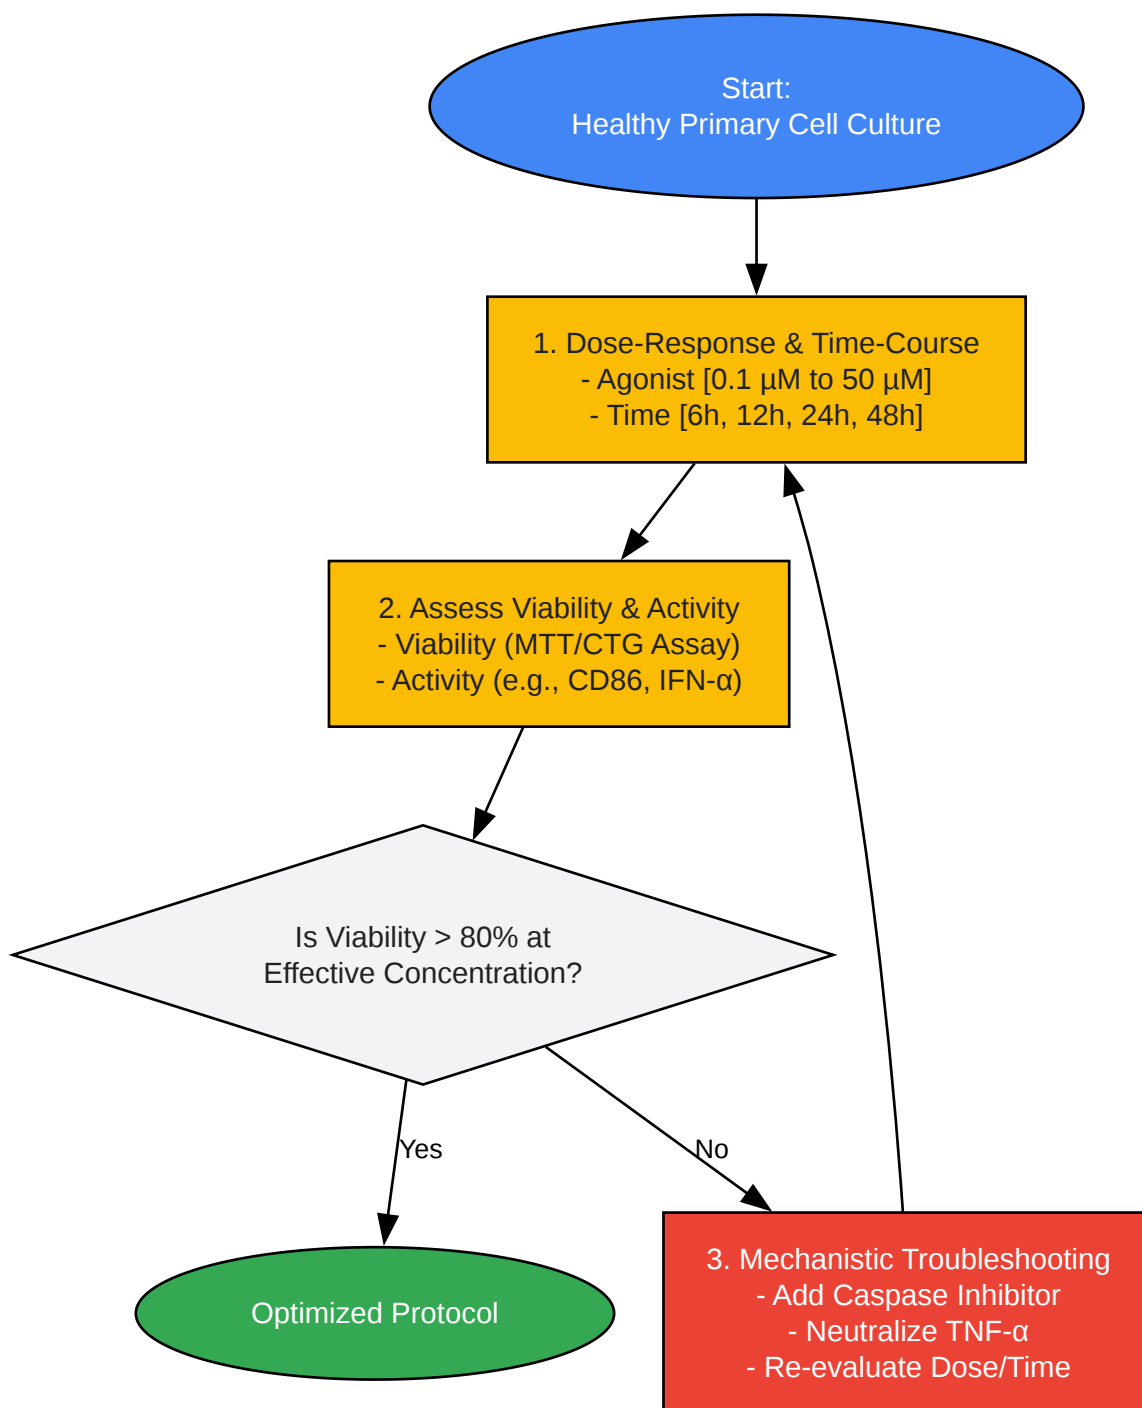 Start:
Healthy Primary Cell Culture
1. Dose-Response & Time-Course
- Agonist [0.1 µM to 50 µM]
- Time [6h, 12h, 24h, 48h]
2. Assess Viability & Activity
- Viability (MTT/CTG Assay)
- Activity (e.g., CD86, IFN-α)
Is Viability > 80% at
Effective Concentration?
Yes
No
Optimized Protocol
3. Mechanistic Troubleshooting
- Add Caspase Inhibitor
- Neutralize TNF-α
- Re-evaluate Dose/Time